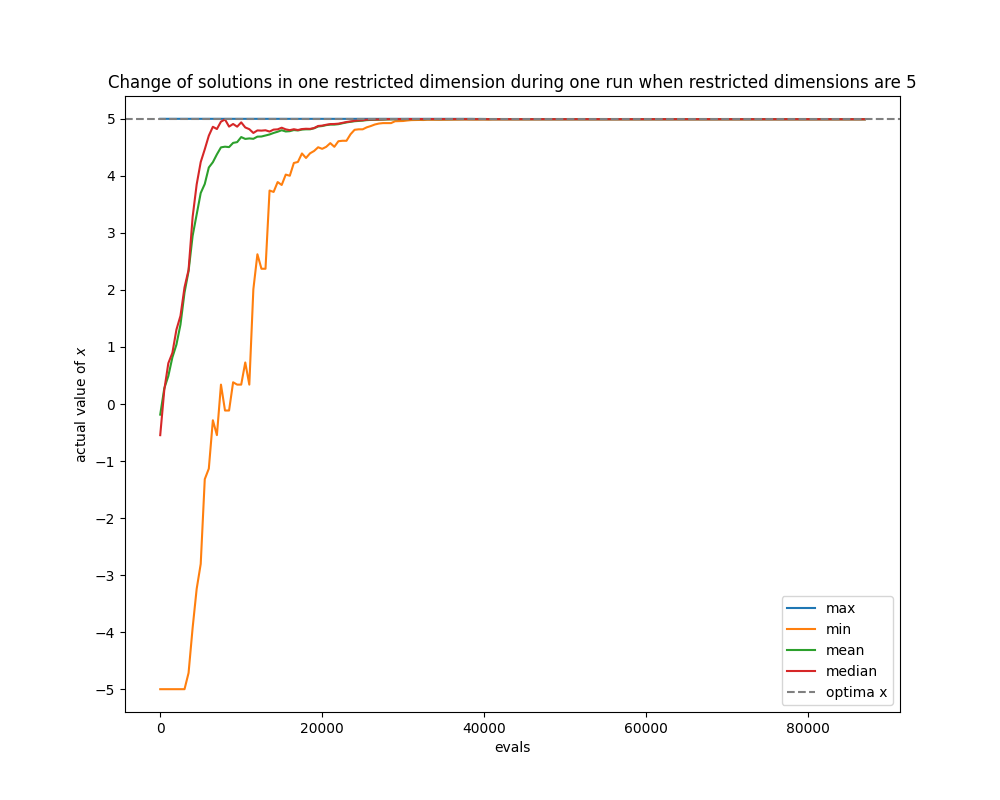 Change of solutions in one restricted dimension during one run when restricted dimensions are 5
5
4
3
2
1
0
−1
−2
−3
−4
−5
actual value of x
0 20000 40000 60000 80000
evals
max
min
mean
median
optima x